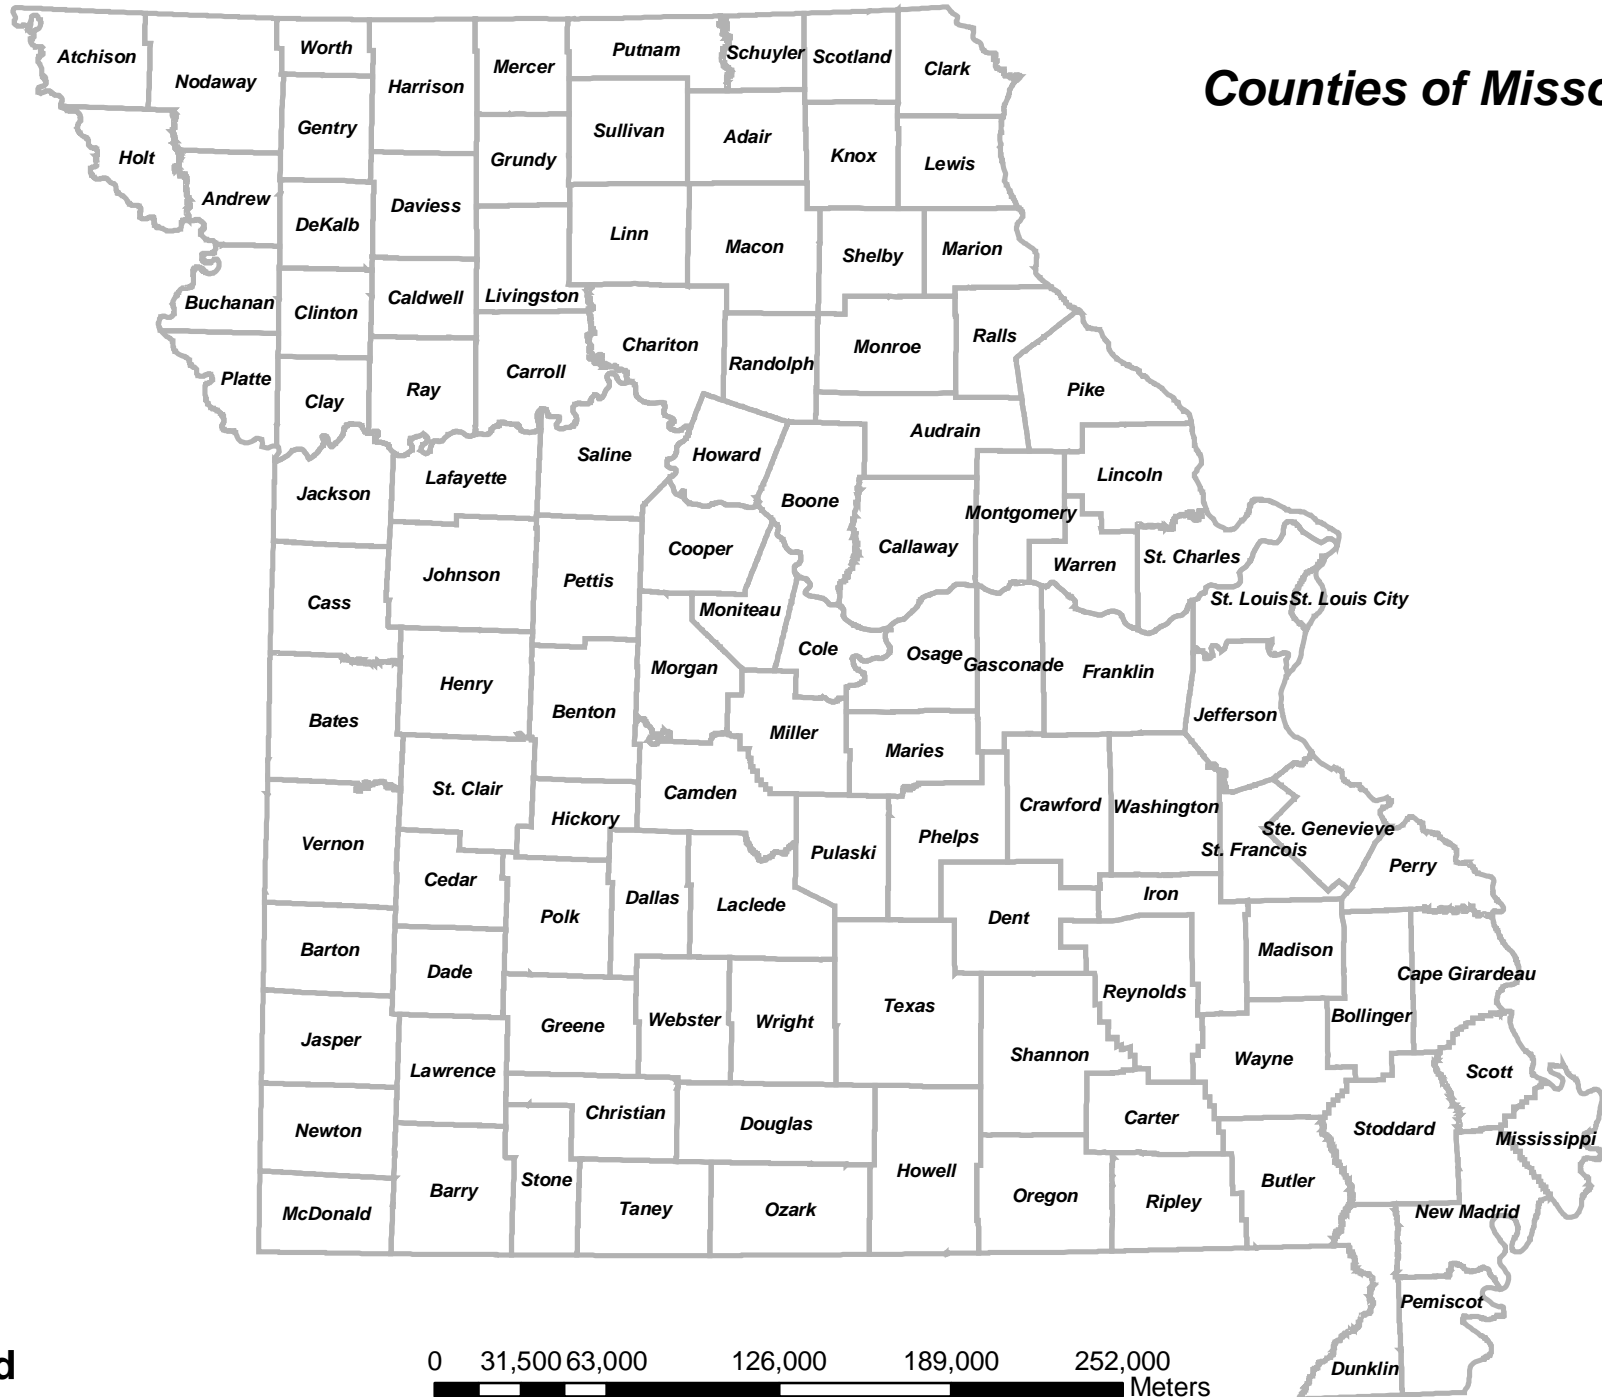 Counties of Misso
Atchison
Nodaway
Worth
Harrison
Mercer
Putnam
Schuyler
Scotland
Clark
Gentry
Sullivan
Adair
Knox
Lewis
Holt
Grundy
Andrew
DeKalb
Daviess
Linn
Macon
Shelby
Marion
Buchanan
Clinton
Caldwell
Livingston
Chariton
Randolph
Monroe
Ralls
Platte
Clay
Ray
Carroll
Pike
Audrain
Howard
Saline
Lafayette
Jackson
Boone
Lincoln
Montgomery
Callaway
Cooper
Johnson
Pettis
Warren
St. Charles
Cass
Moniteau
St. Louis
St. Louis City
Cole
Osage
Gasconade
Franklin
Morgan
Henry
Benton
Bates
Miller
Maries
Jefferson
St. Clair
Camden
Hickory
Crawford
Washington
Vernon
Pulaski
Phelps
Ste. Genevieve
St. Francois
Perry
Cedar
Dallas
Laclede
Polk
Dent
Iron
Barton
Dade
Madison
Cape Girardeau
Reynolds
Texas
Greene
Webster
Wright
Bollinger
Jasper
Shannon
Wayne
Lawrence
Scott
Christian
Douglas
Carter
Newton
Stoddard
Mississippi
Howell
Stone
Barry
Butler
Oregon
Ripley
Taney
Ozark
McDonald
New Madrid
Pemiscot
Dunklin
d
0 31,500 63,000 126,000 189,000 252,000
Meters